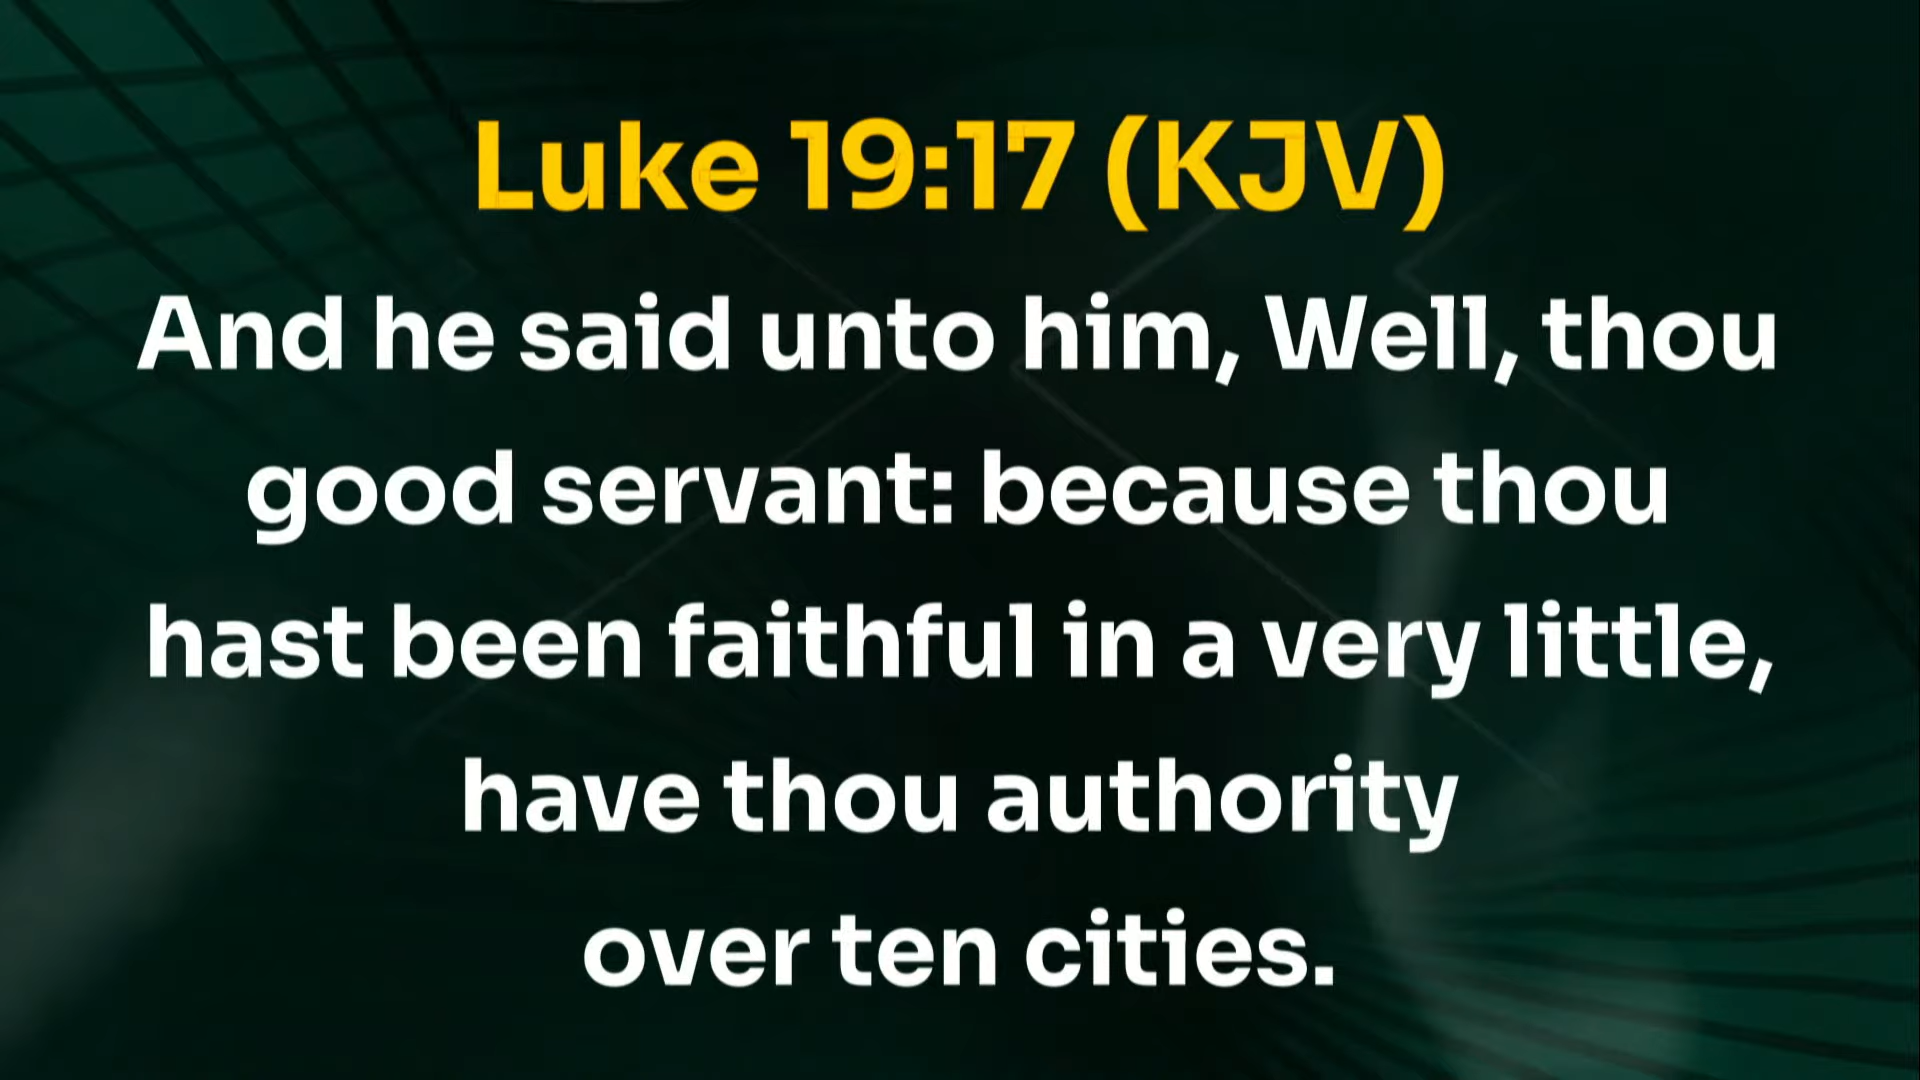 Luke 19:17 (KJV)
And he said unto him, Well, thou
good servant: because thou
hast been faithful in a very little,
have thou authority
over ten cities.